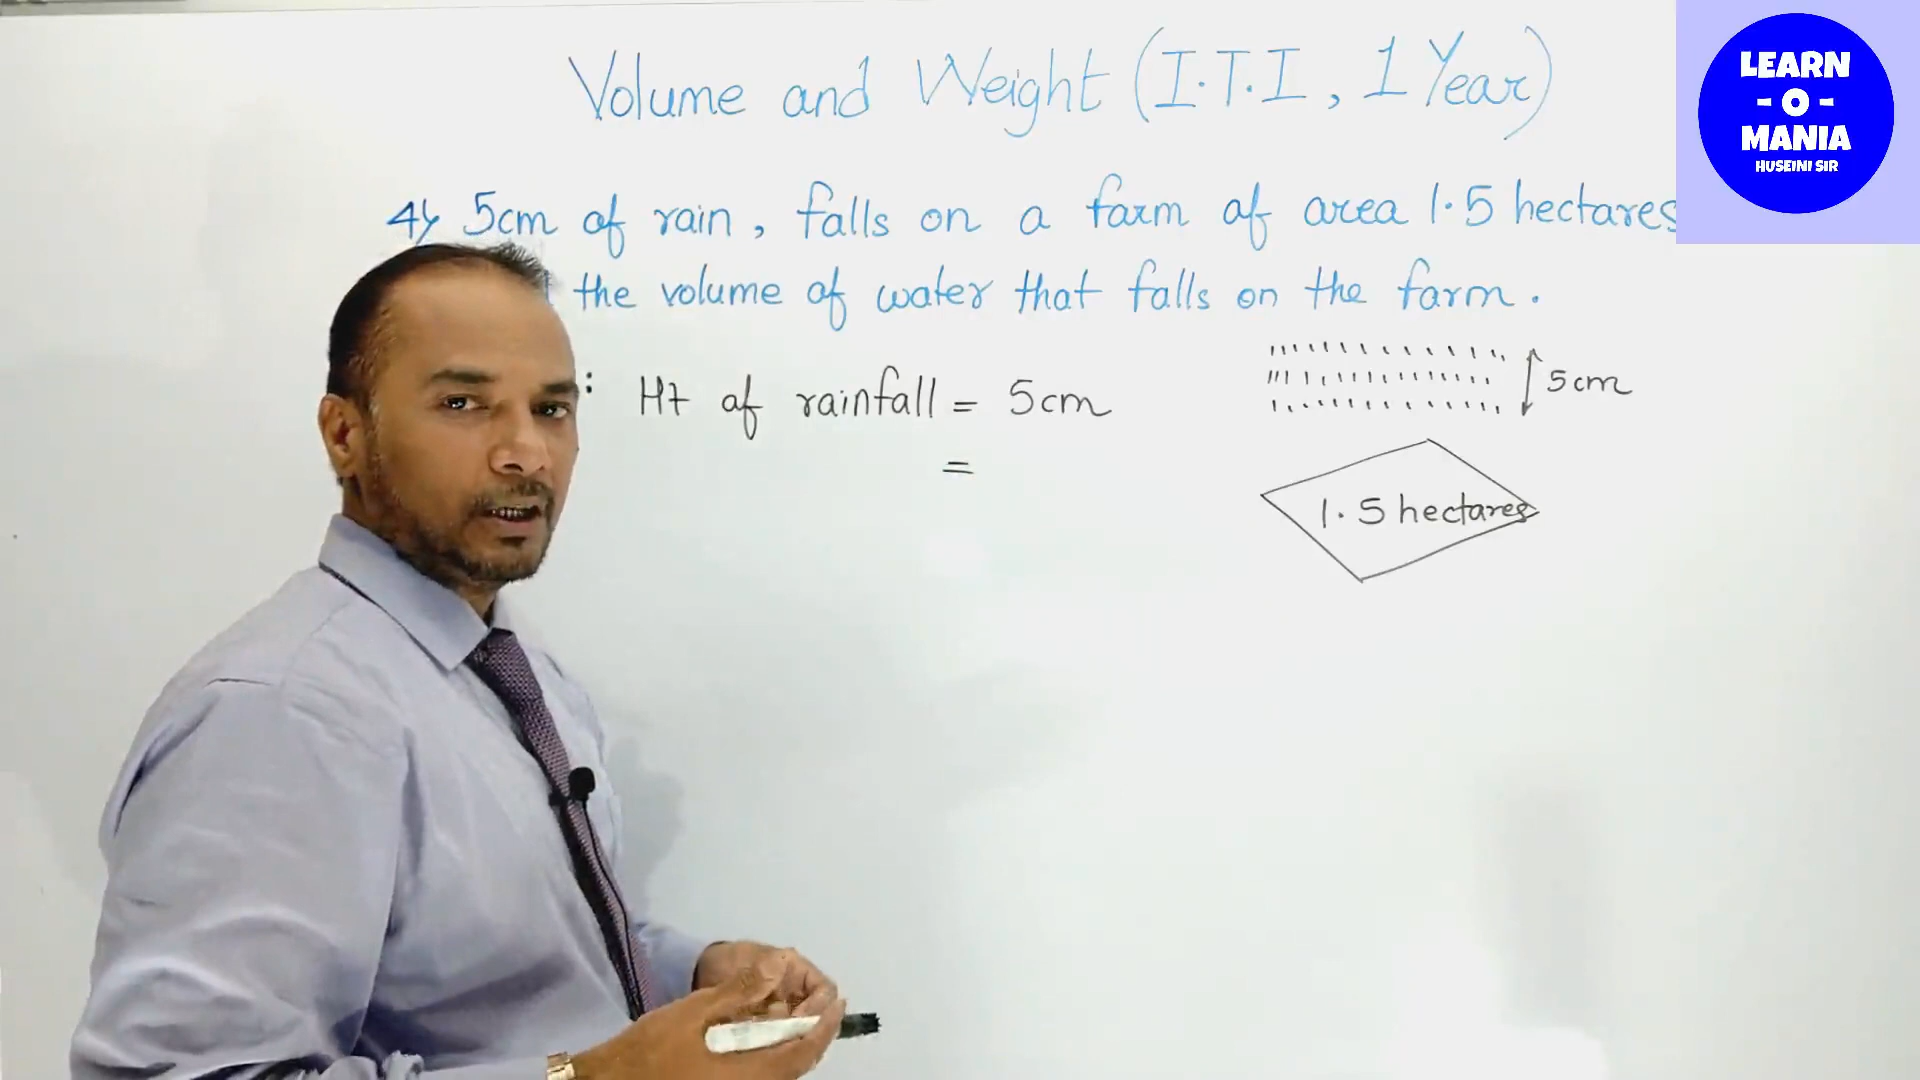 Volume and Weight (I.T.I, 1 Year)
LEARN
- O -
MANIA
HUSEINI SIR
4) 5cm of rain, falls on a farm of area 1.5 hectares
the volume of water that falls on the farm.
: Ht of rainfall = 5cm
=
5cm
1.5 hectares